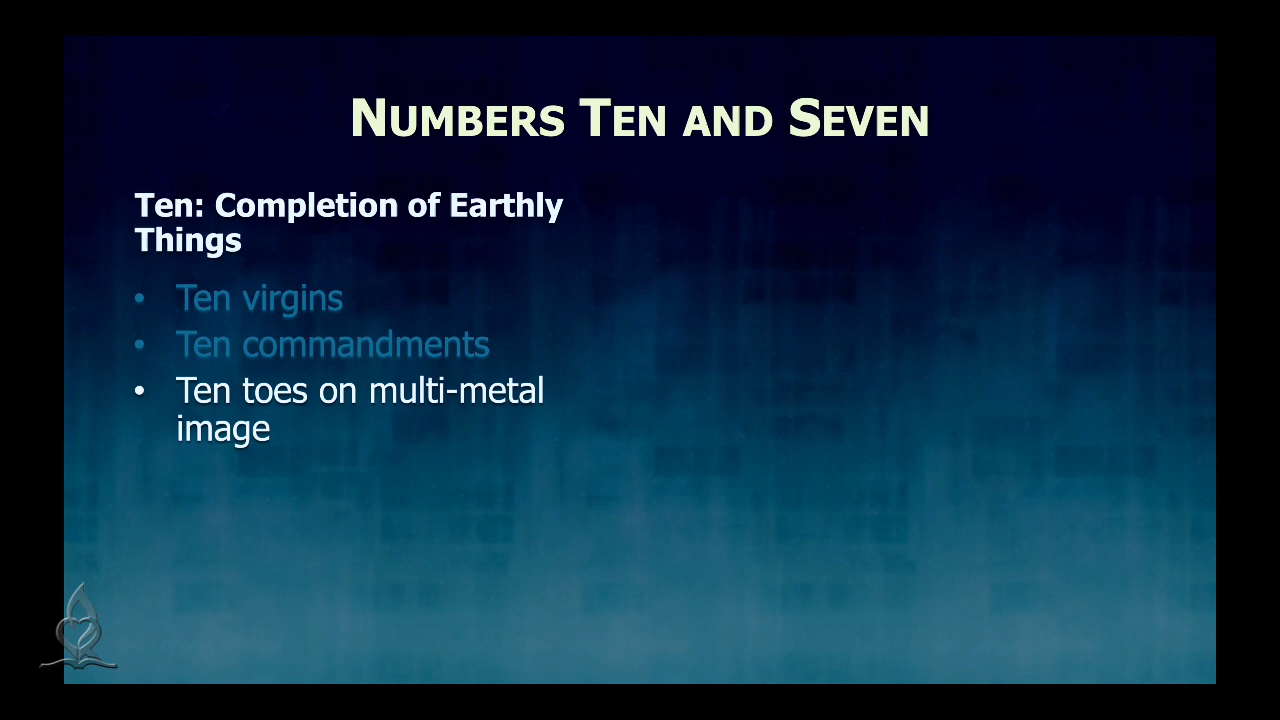 NUMBERS TEN AND SEVEN
Ten: Completion of Earthly
Things
• Ten virgins
• Ten commandments
• Ten toes on multi-metal
image